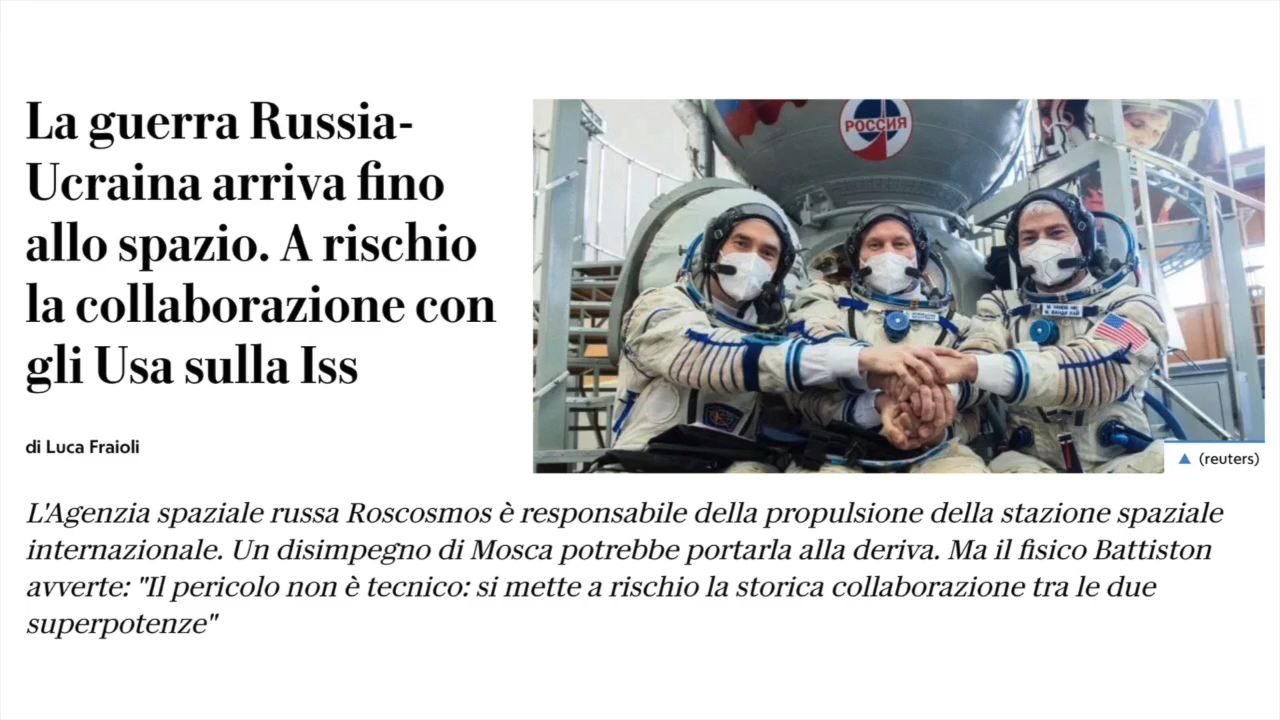 La guerra Russia-
Ucraina arriva fino
allo spazio. A rischio
la collaborazione con
gli Usa sulla Iss
di Luca Fraioli
РОССИЯ
(reuters)
L'Agenzia spaziale russa Roscosmos è responsabile della propulsione della stazione spaziale
internazionale. Un disimpegno di Mosca potrebbe portarla alla deriva. Ma il fisico Battiston
avverte: "Il pericolo non è tecnico: si mette a rischio la storica collaborazione tra le due
superpotenze"